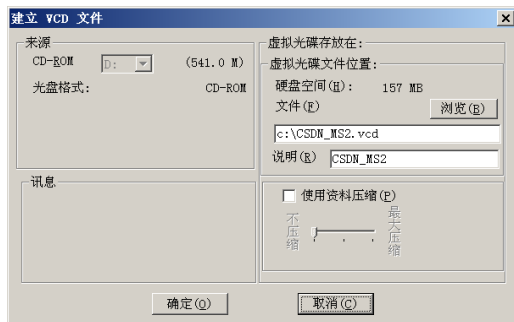 建立 VCD 文件
来源
CD-ROM D: (541.0 M)
光盘格式: CD-ROM
讯息
虚拟光碟存放在:
虚拟光碟文件位置:
硬盘空间(H): 157 MB
文件(F) 浏览(B)
c:\CSDN_MS2.vcd
说明(R) CSDN_MS2
使用资料压缩(P)
不压缩 最大压缩
确定(O) 取消(C)